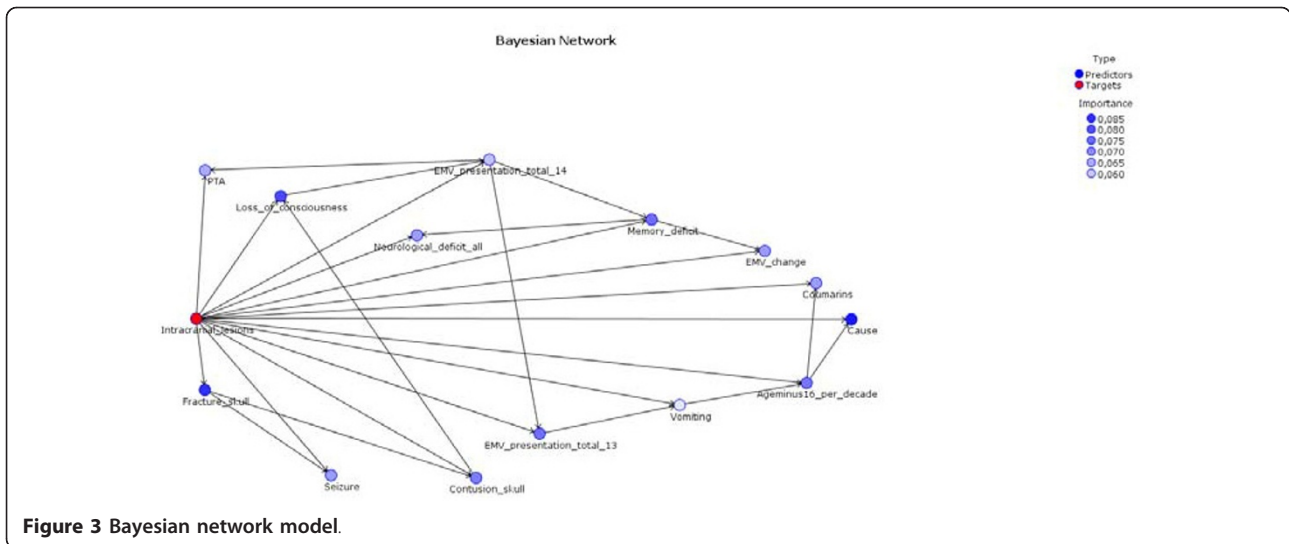 Bayesian Network
Type
Predictors
Targets
Importance
0,085
0,080
0,075
0,070
0,065
0,060
EMV_presentation_total_14
PTA
Loss_of_consciousness
Memory_deficit
Neurological_deficit_all
EMV_change
Coumarins
Intracranial_lesions
Cause
Ageminus16_per_decade
Fracture_skull
Vomiting
EMV_presentation_total_13
Seizure
Contusion_skull
Figure 3 Bayesian network model.